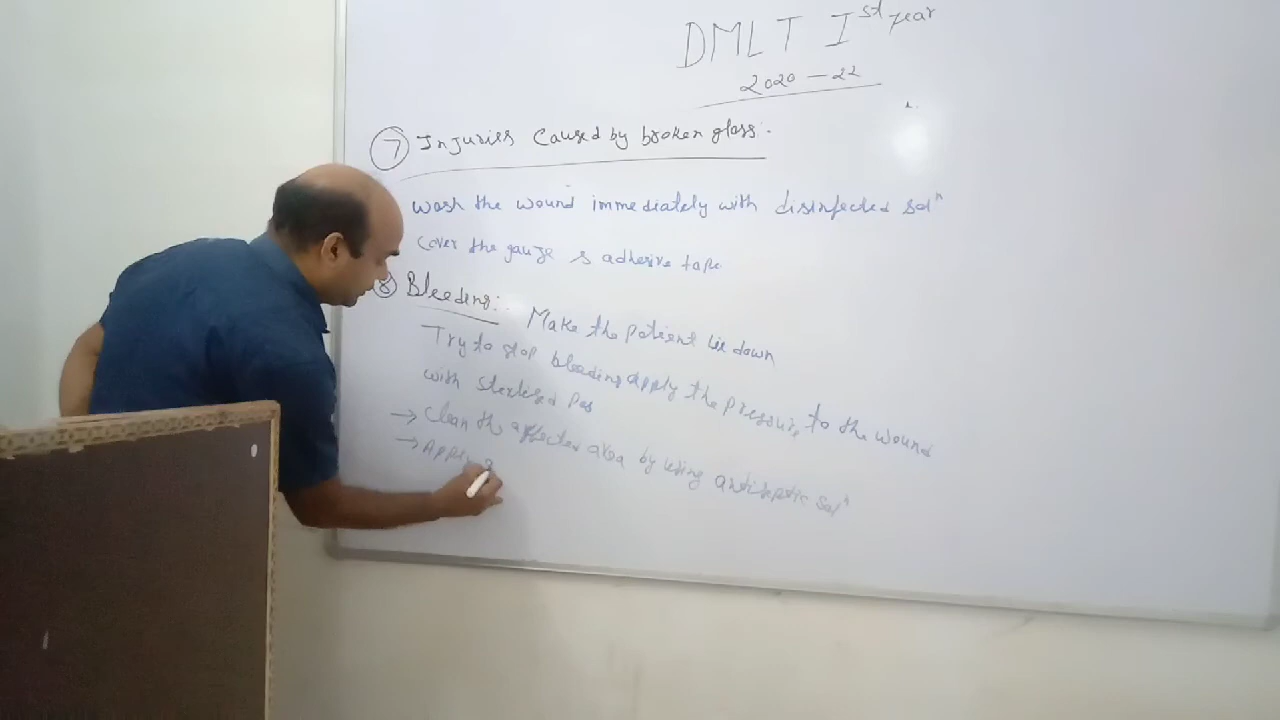 DMLT Ist year
2020 - 22
7 Injuries Caused by broken glass:
wash the wound immediately with disinfected solⁿ
cover the gauze & adhesive tape
8 Bleeding: Make the patient lie down
Try to stop bleeding apply the pressure to the wound
with sterlised pas
→ Clean the affected area by using antiseptic solⁿ
→ Apply